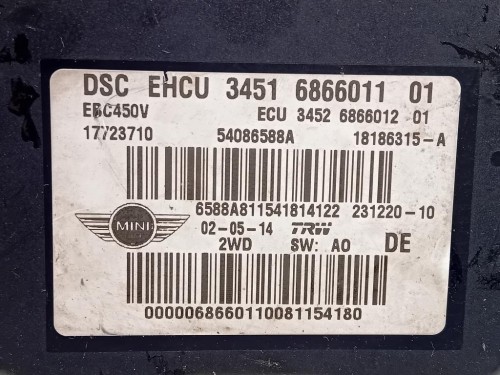 DSC EHCU 3451 6866011 01
EBC450V ECU 3452 6866012 01
17723710 54086588A 18186315-A
6588A811541814122 231220-10
MINI 02-05-14 TRW DE
2WD SW: A0
0000068660110081154180